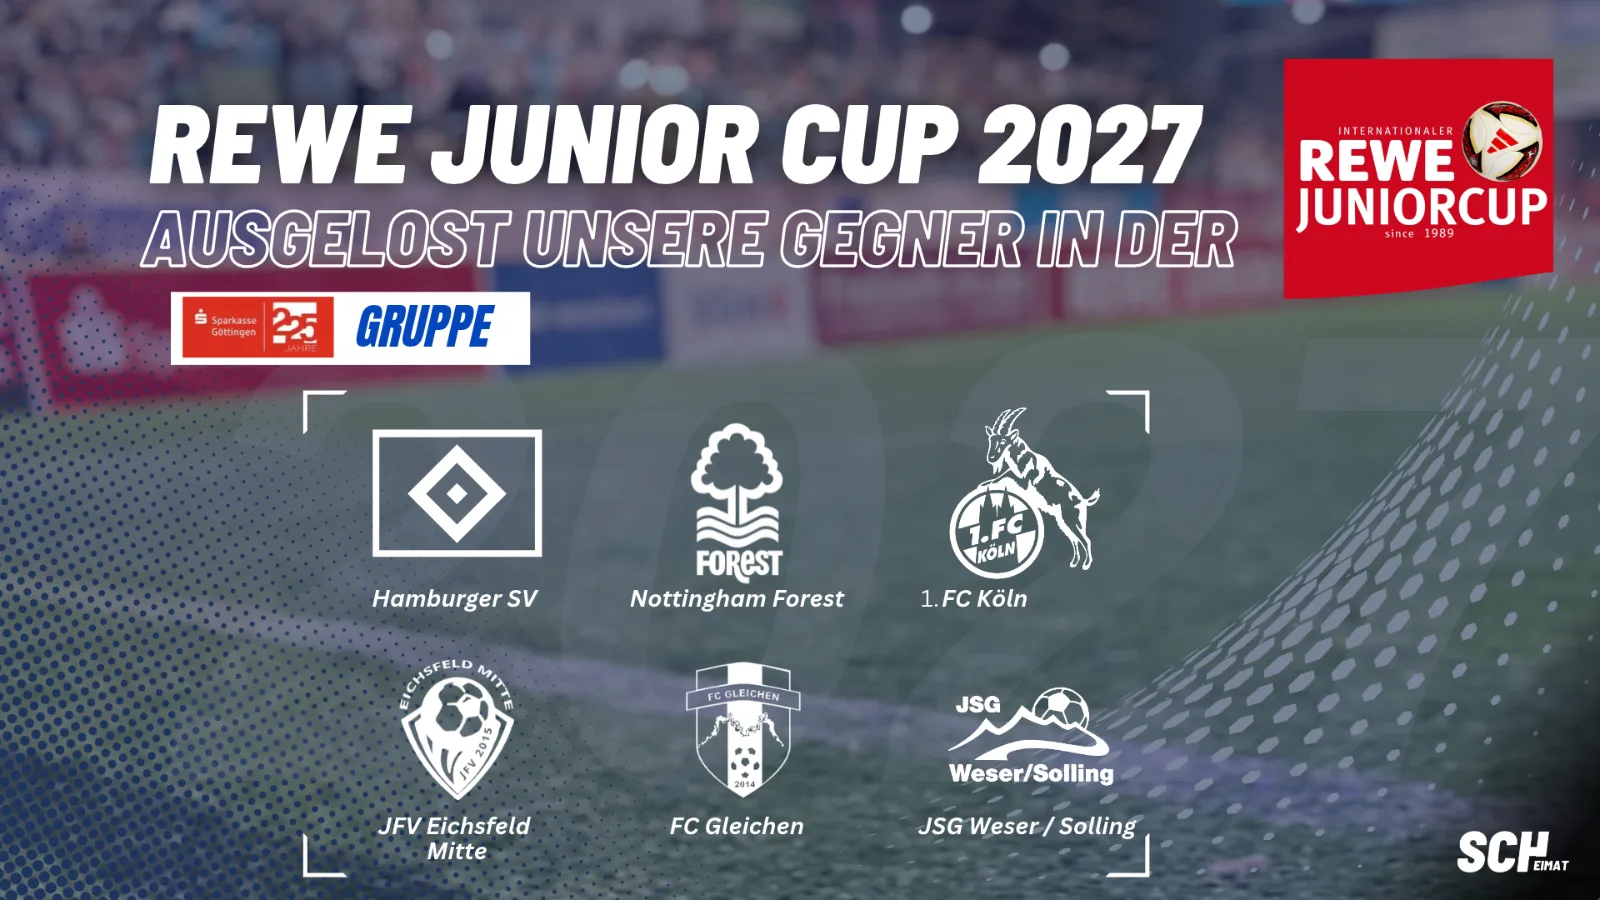 REWE JUNIOR CUP 2027
AUSGELOST UNSERE GEGNER IN DER
Sparkasse
Göttingen
225
JAHRE
GRUPPE
INTERNATIONALER
REWE
JUNIORCUP
since 1989
2027
FOREST
1.FC
KÖLN
Hamburger SV
Nottingham Forest
1. FC Köln
EICHSFELD MITTE
JFV 2015
FC GLEICHEN
2014
JSG
Weser/Solling
JFV Eichsfeld
Mitte
FC Gleichen
JSG Weser / Solling
SCHEIMAT